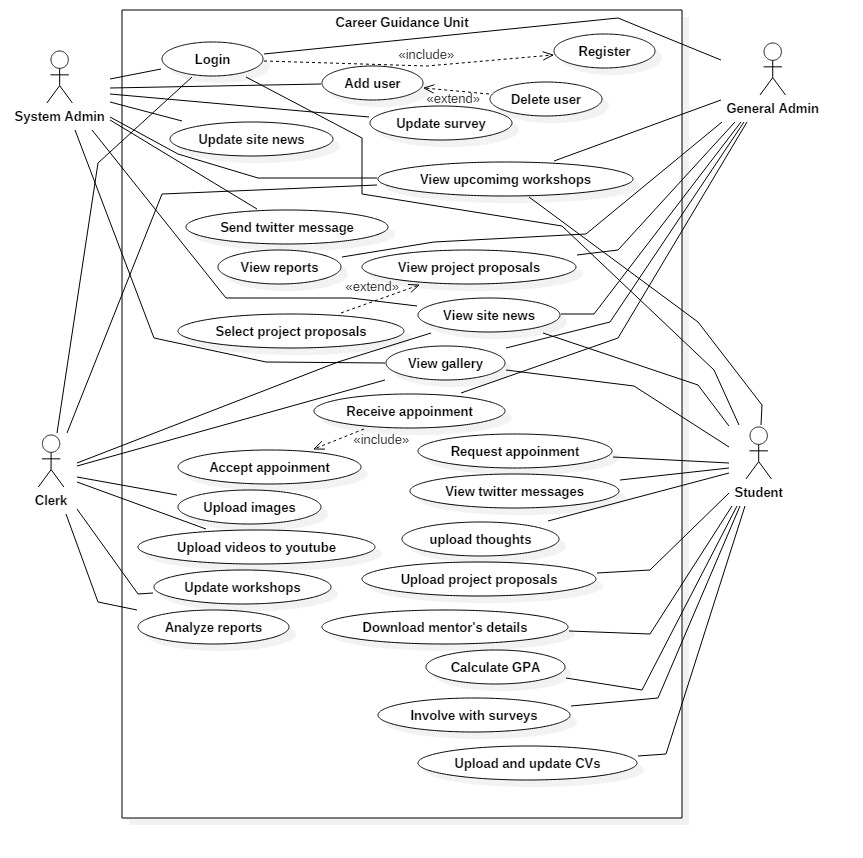 Career Guidance Unit
Login
«include»
Register
Add user
«extend»
Delete user
System Admin
General Admin
Update survey
Update site news
View upcomimg workshops
Send twitter message
View reports
View project proposals
«extend»
View site news
Select project proposals
View gallery
Receive appoinment
«include»
Request appoinment
Accept appoinment
Clerk
View twitter messages
Student
Upload images
upload thoughts
Upload videos to youtube
Upload project proposals
Update workshops
Analyze reports
Download mentor's details
Calculate GPA
Involve with surveys
Upload and update CVs